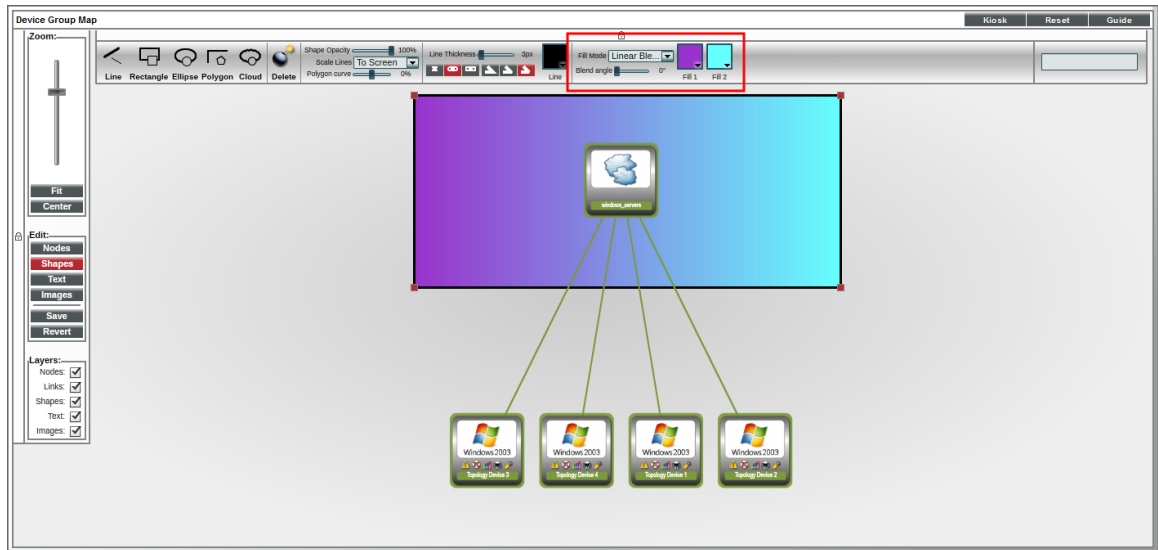 Device Group Map
Kiosk Reset Guide
Zoom:
Fit
Center
Edit:
Nodes
Shapes
Text
Images
Save
Revert
Layers:
Nodes:
Links:
Shapes:
Text:
Images:
Line Rectangle Ellipse Polygon Cloud Delete
Shape Opacity 100%
Scale Lines To Screen
Polygon curve 0%
Line Thickness 3px
Line
Fill Mode Linear Ble...
Blend angle 0°
Fill 1 Fill 2
windows_servers
Windows2003 Windows2003 Windows2003 Windows2003
Topology Device 3 Topology Device 4 Topology Device 1 Topology Device 2